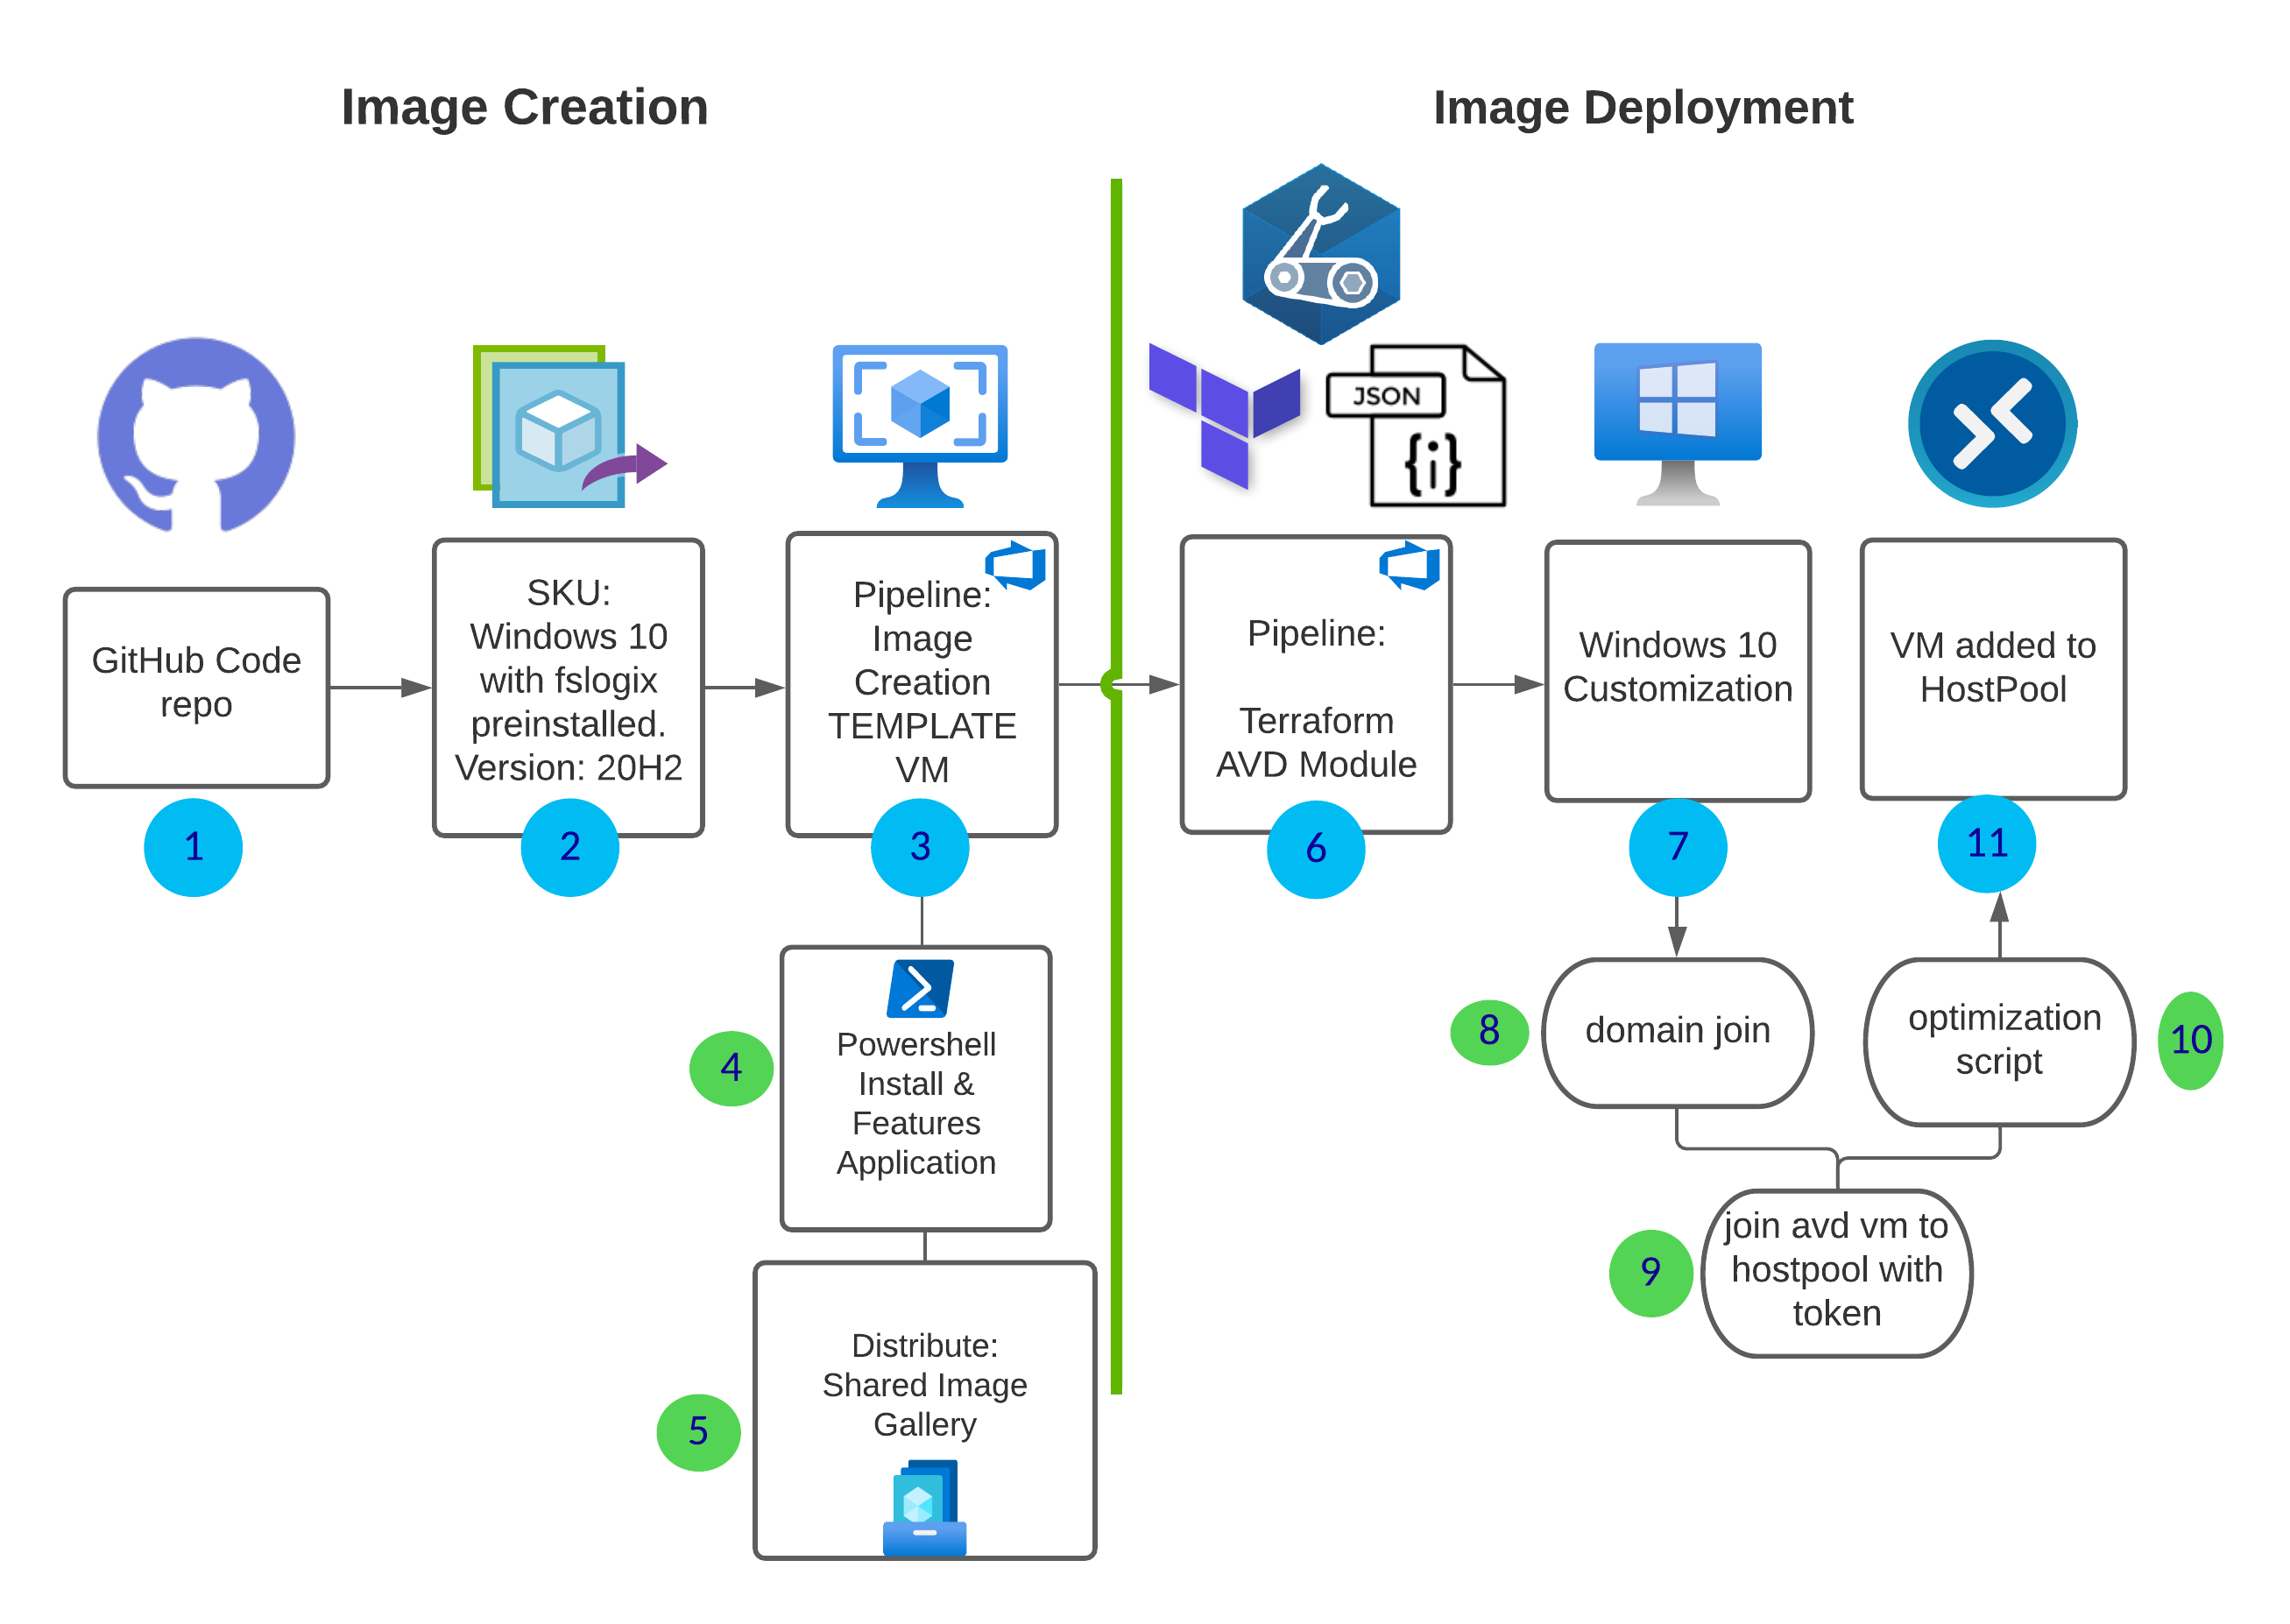 Image Creation
Image Deployment
JSON
{i}
GitHub Code
repo
1
SKU:
Windows 10
with fslogix
preinstalled.
Version: 20H2
2
Pipeline:
Image
Creation
TEMPLATE
VM
3
Powershell
Install &
Features
Application
4
Distribute:
Shared Image
Gallery
5
Pipeline:
Terraform
AVD Module
6
Windows 10
Customization
7
domain join
8
join avd vm to
hostpool with
token
9
optimization
script
10
VM added to
HostPool
11